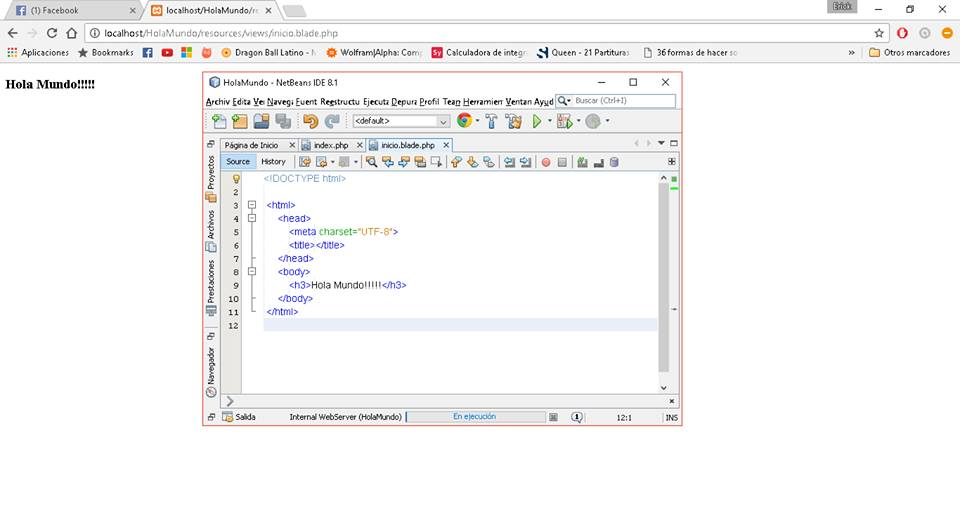 Erick
(1) Facebook
localhost/HolaMundo/re
localhost/HolaMundo/resources/views/inicio.blade.php
Aplicaciones Bookmarks Dragon Ball Latino - Wolfram|Alpha: Com Calculadora de integr Queen - 21 Partituras 36 formas de hacer so » Otros marcadores
Hola Mundo!!!!!
HolaMundo - NetBeans IDE 8.1
Archiv Edita Ver Navega Fuent Reestructu Ejecuta Depura Profil Tean Herramien Ventan Ayud Buscar (Ctrl+I)
<default>
Página de Inicio index.php inicio.blade.php
Source History
Proyectos
Archivos
Prestaciones
Navegador
<!DOCTYPE html>
2
3 <html>
4 <head>
5 <meta charset="UTF-8">
6 <title></title>
7 </head>
8 <body>
9 <h3>Hola Mundo!!!!!</h3>
10 </body>
11 </html>
12
Salida Internal WebServer (HolaMundo) En ejecución 1 12:1 INS